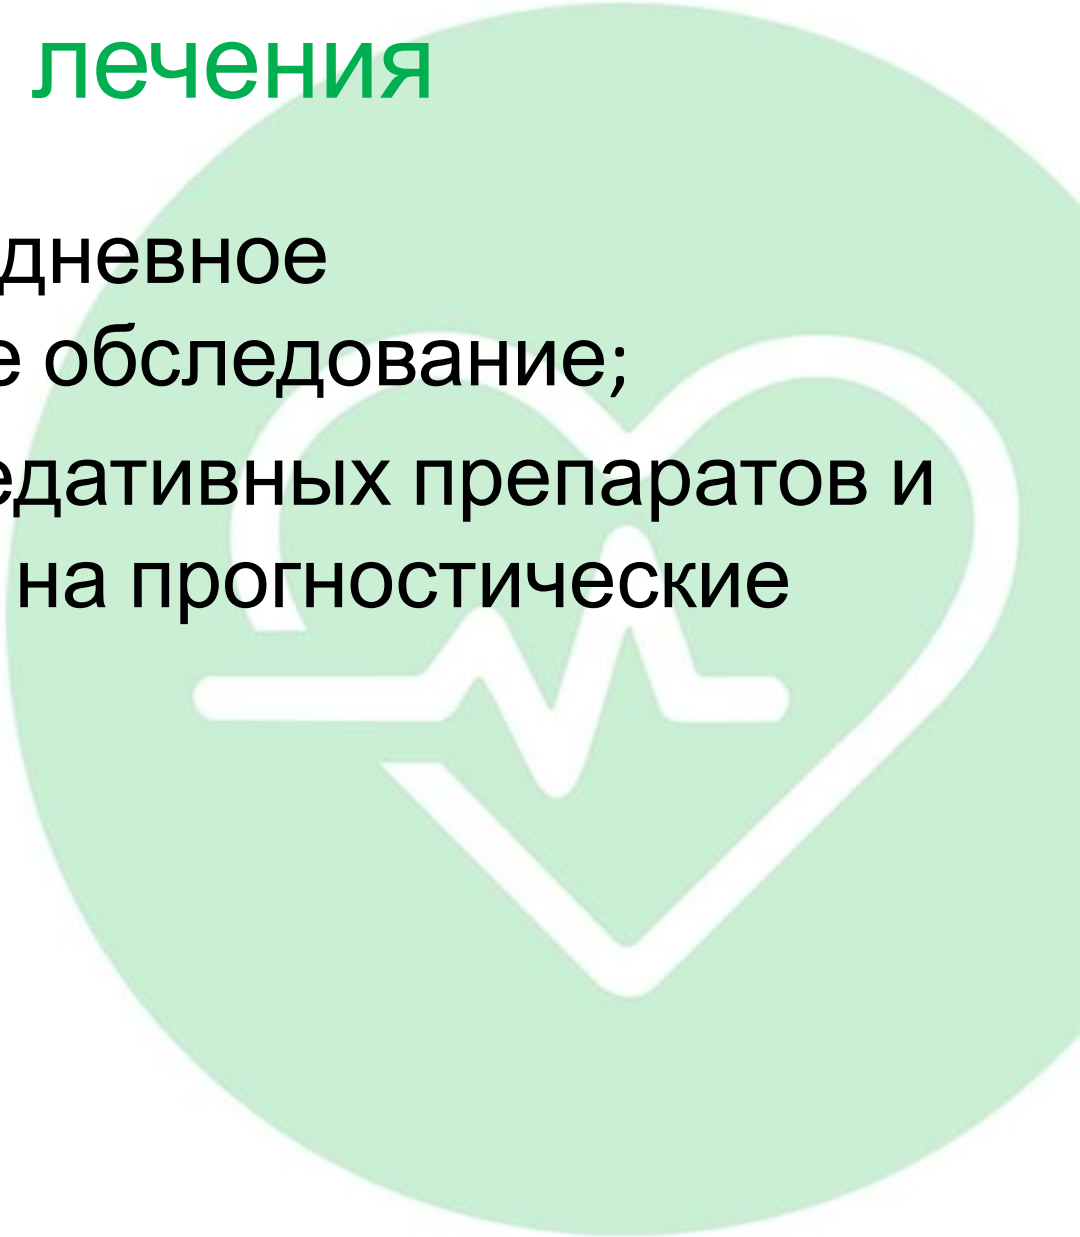 лечения
дневное
е обследование;
едативных препаратов и
на прогностические